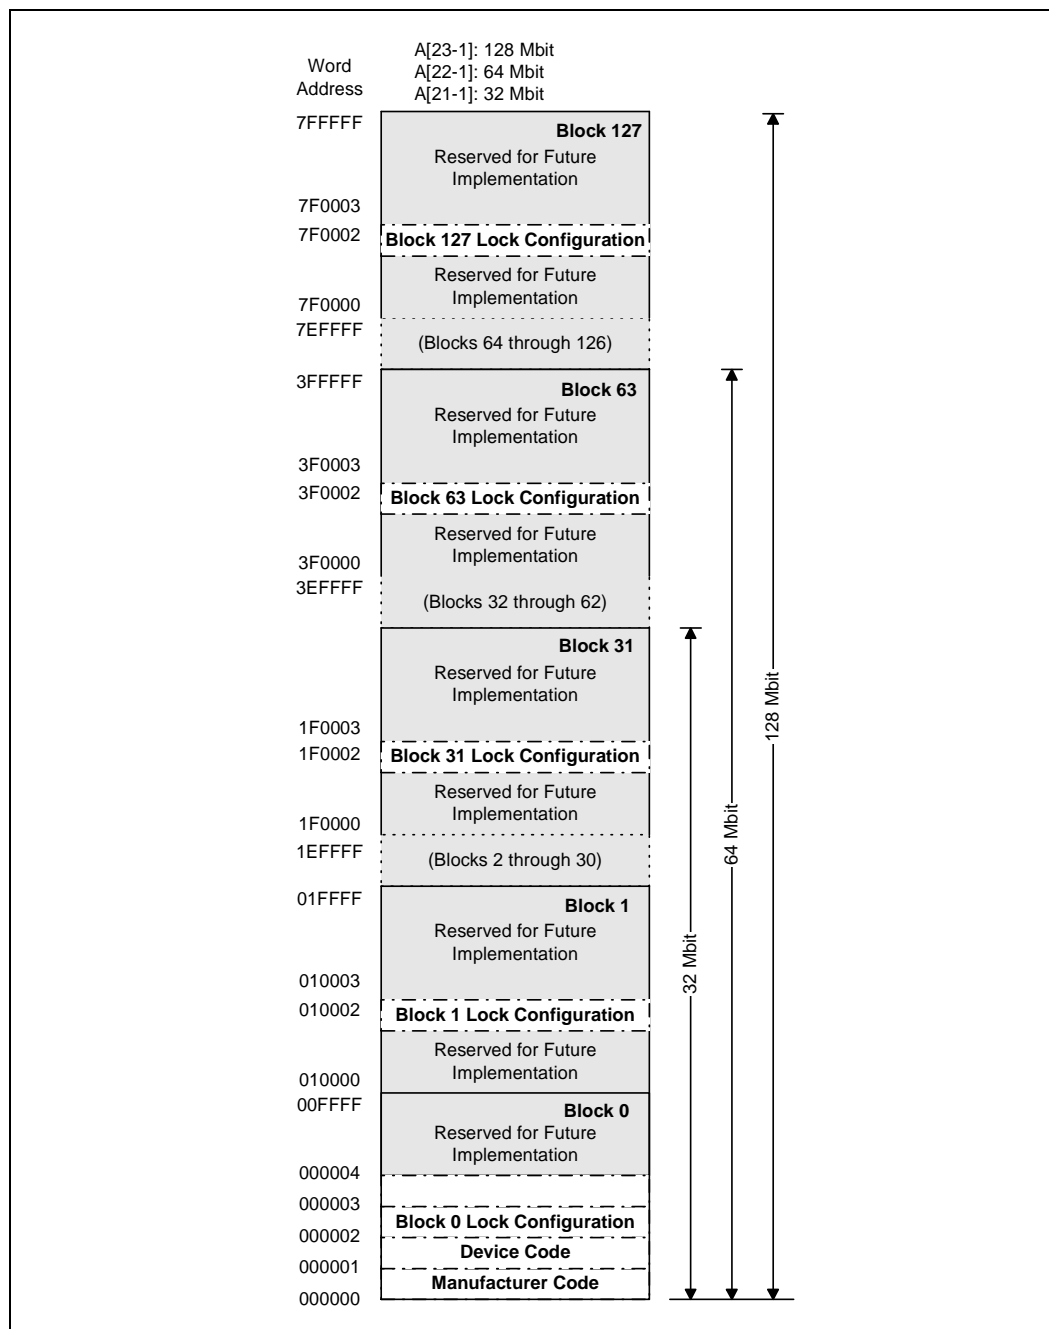 A[23-1]: 128 Mbit
A[22-1]: 64 Mbit
A[21-1]: 32 Mbit
Word
Address
7FFFFF
Block 127
Reserved for Future
Implementation
7F0003
7F0002
Block 127 Lock Configuration
Reserved for Future
Implementation
7F0000
7EFFFF
(Blocks 64 through 126)
3FFFFF
Block 63
Reserved for Future
Implementation
3F0003
3F0002
Block 63 Lock Configuration
Reserved for Future
Implementation
3F0000
3EFFFF
(Blocks 32 through 62)
Block 31
Reserved for Future
Implementation
1F0003
1F0002
Block 31 Lock Configuration
Reserved for Future
Implementation
1F0000
1EFFFF
(Blocks 2 through 30)
01FFFF
Block 1
Reserved for Future
Implementation
010003
010002
Block 1 Lock Configuration
Reserved for Future
Implementation
010000
00FFFF
Block 0
Reserved for Future
Implementation
000004
000003
Block 0 Lock Configuration
000002
Device Code
000001
Manufacturer Code
000000
32 Mbit
64 Mbit
128 Mbit